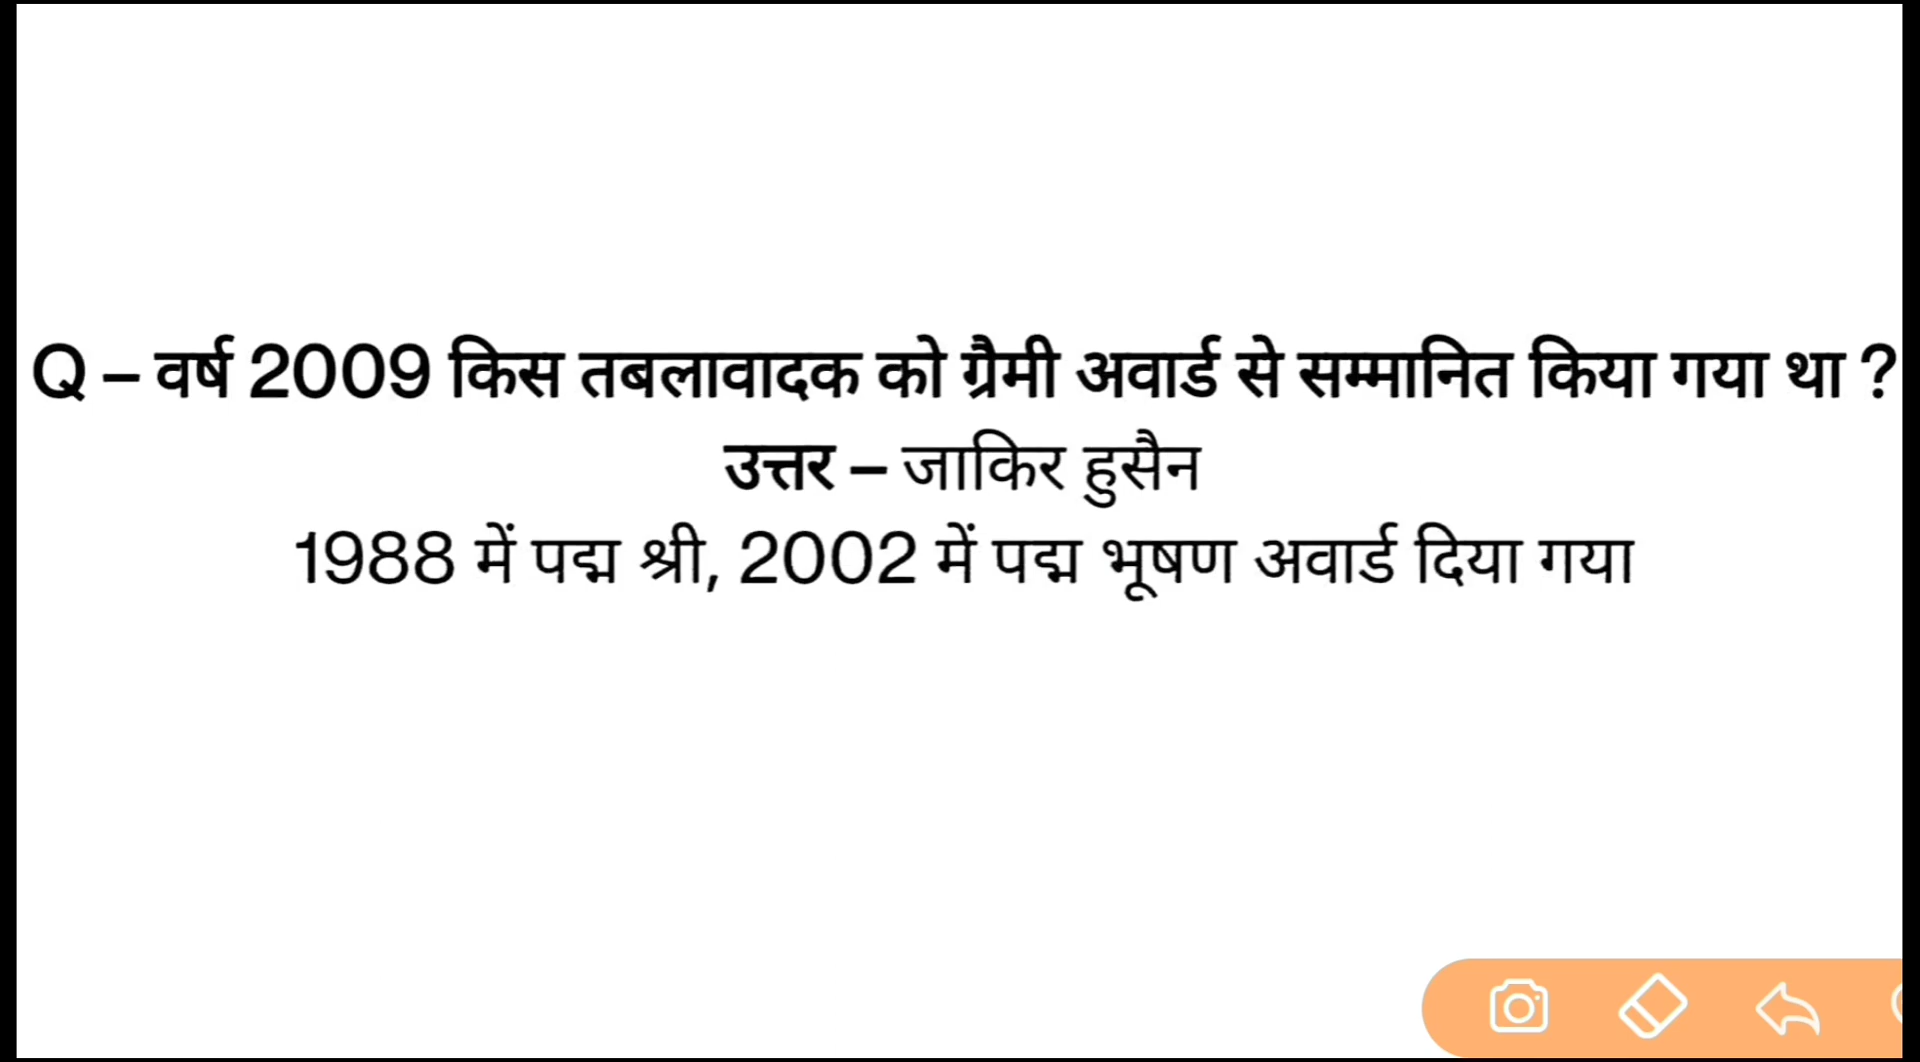 Q – वर्ष 2009 किस तबलावादक को ग्रैमी अवार्ड से सम्मानित किया गया था ?
उत्तर – जाकिर हुसैन
1988 में पद्म श्री, 2002 में पद्म भूषण अवार्ड दिया गया